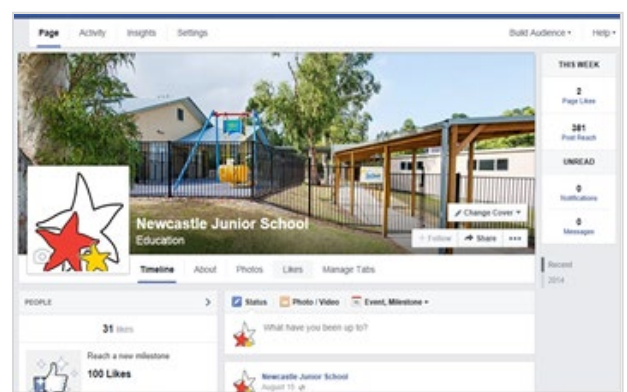 Page Activity Insights Settings Build Audience Help
THIS WEEK
2
Page Likes
381
Post Reach
UNREAD
0
Notifications
0
Messages
Recent
2014
Newcastle Junior School
Education
Change Cover
+ Follow Share •••
Timeline About Photos Likes Manage Tabs
PEOPLE >
31 likes
Reach a new milestone
100 Likes
Status Photo / Video Event, Milestone
What have you been up to?
Newcastle Junior School
August 15